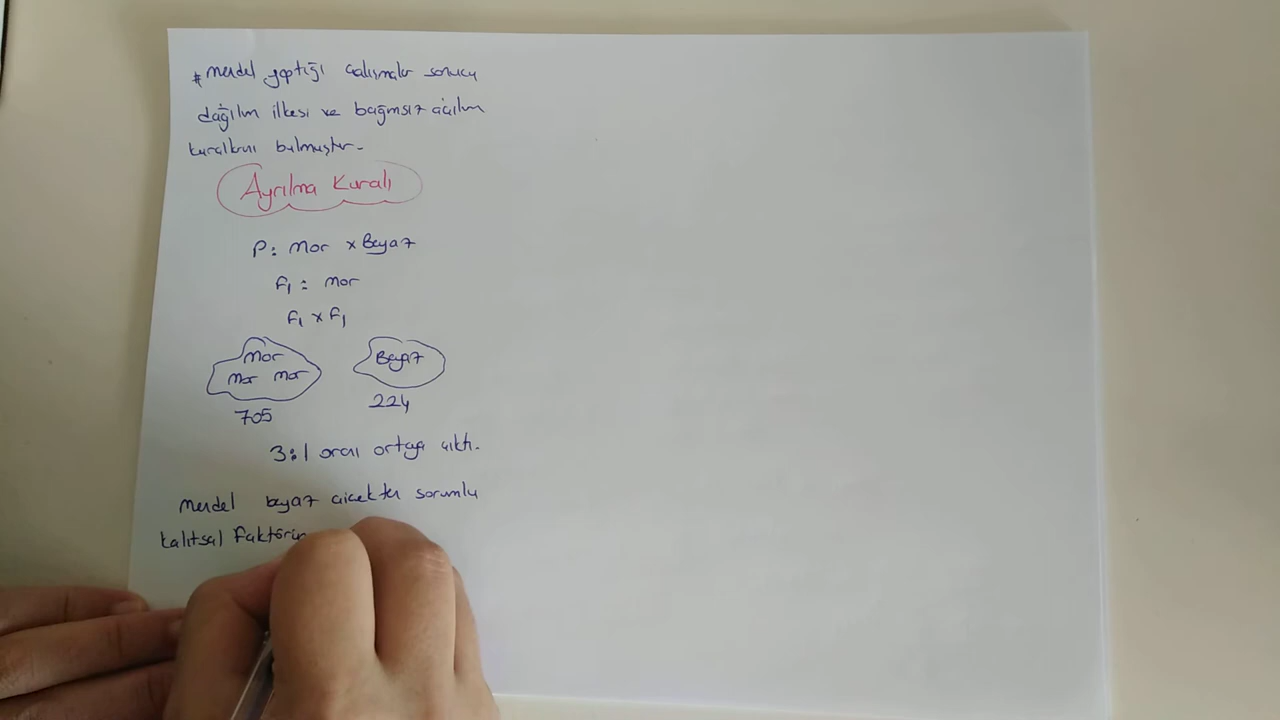 * Mendel yaptığı çalışmalar sonucu
dağılım ilkesi ve bağımsız açılım
kurallarını bulmuştur.
Ayrılma Kuralı
P: Mor x Beyaz
F₁ : Mor
F₁ x F₁
Mor Beyaz
Mor Mor
705 224
3:1 oranı ortaya çıktı.
Mendel beyaz çiçekten sorumlu
kalıtsal faktörün